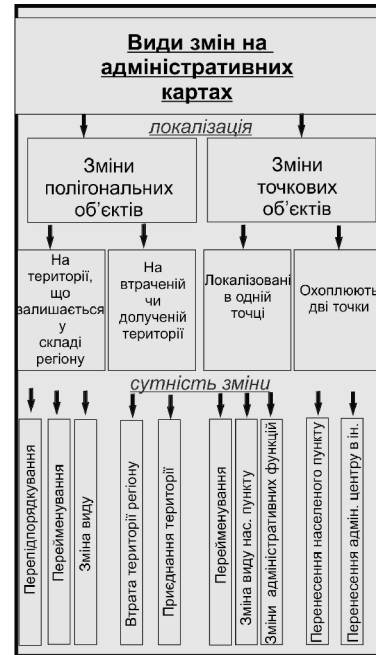 Види змін на
адміністративних
картах
локалізація
Зміни
полігональних
об’єктів
Зміни
точкових
об’єктів
На
території,
що
залишається
у
складі
регіону
На
втраченій
чи
долученій
території
Локалізовані
в одній
точці
Охоплюють
дві точки
сутність зміни
Перепідпорядкування
Перейменування
Зміна виду
Втрата території регіону
Приєднання території
Перейменування
Зміна виду нас. пункту
Зміни адміністративних функцій
Перенесення населеного пункту
Перенесення адмін. центру в ін.